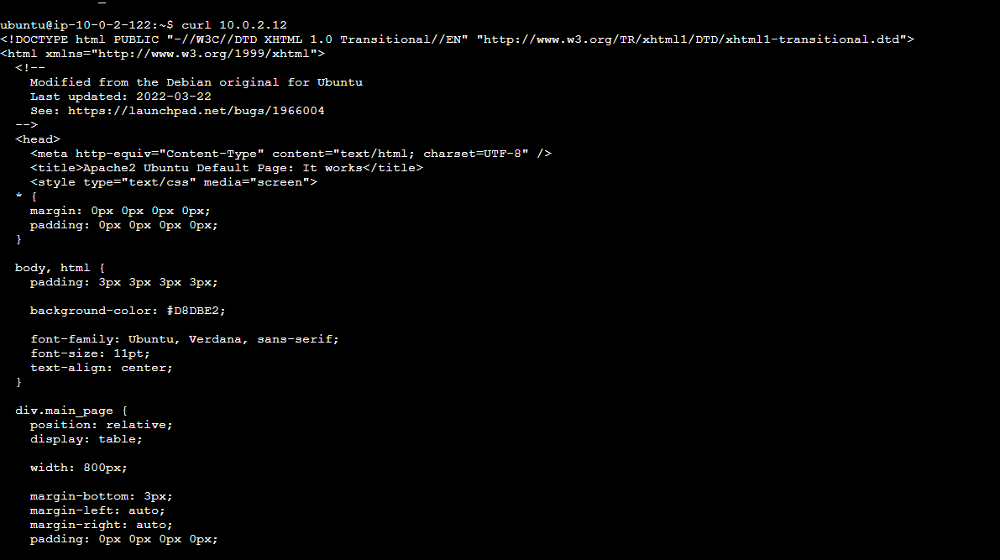 ubuntu@ip-10-0-2-122:~$ curl 10.0.2.12
<!DOCTYPE html PUBLIC "-//W3C//DTD XHTML 1.0 Transitional//EN" "http://www.w3.org/TR/xhtml1/DTD/xhtml1-transitional.dtd">
<html xmlns="http://www.w3.org/1999/xhtml">
  <!--
    Modified from the Debian original for Ubuntu
    Last updated: 2022-03-22
    See: https://launchpad.net/bugs/1966004
  -->
  <head>
    <meta http-equiv="Content-Type" content="text/html; charset=UTF-8" />
    <title>Apache2 Ubuntu Default Page: It works</title>
    <style type="text/css" media="screen">
  * {
    margin: 0px 0px 0px 0px;
    padding: 0px 0px 0px 0px;
  }

  body, html {
    padding: 3px 3px 3px 3px;

    background-color: #D8DBE2;

    font-family: Ubuntu, Verdana, sans-serif;
    font-size: 11pt;
    text-align: center;
  }

  div.main_page {
    position: relative;
    display: table;

    width: 800px;

    margin-bottom: 3px;
    margin-left: auto;
    margin-right: auto;
    padding: 0px 0px 0px 0px;